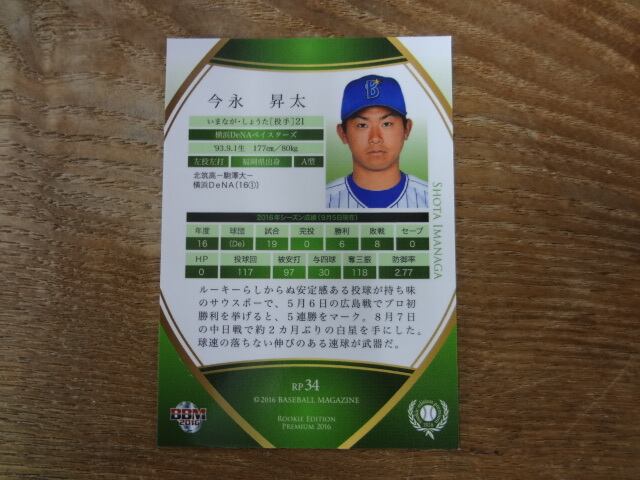 今永 昇太
いまなが・しょうた[投手]21
横浜DeNAベイスターズ
'93.9.1生 177㎝/80㎏
左投左打 福岡県出身 A型
北筑高ー駒澤大ー
横浜DeNA(16①)
SHOTA IMANAGA
2016年シーズン成績(9月5日現在)
年度 球団 試合 完投 勝利 敗戦 セーブ
16 (De) 19 0 6 8 0
HP 投球回 被安打 与四球 奪三振 防御率
0 117 97 30 118 2.77
ルーキーらしからぬ安定感ある投球が持ち味
のサウスポーで、5月6日の広島戦でプロ初
勝利を挙げると、5連勝をマーク。8月7日
の中日戦で約2カ月ぶりの白星を手にした。
球速の落ちない伸びのある速球が武器だ。
RP 34
©2016 BASEBALL MAGAZINE
ROOKIE EDITION
PREMIUM 2016
BBM
2016